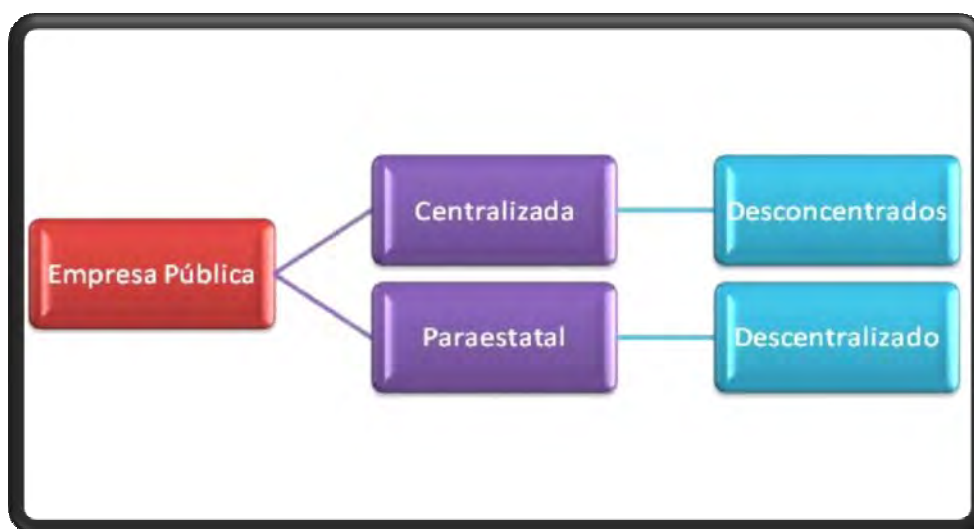 Empresa Pública
Centralizada
Desconcentrados
Paraestatal
Descentralizado